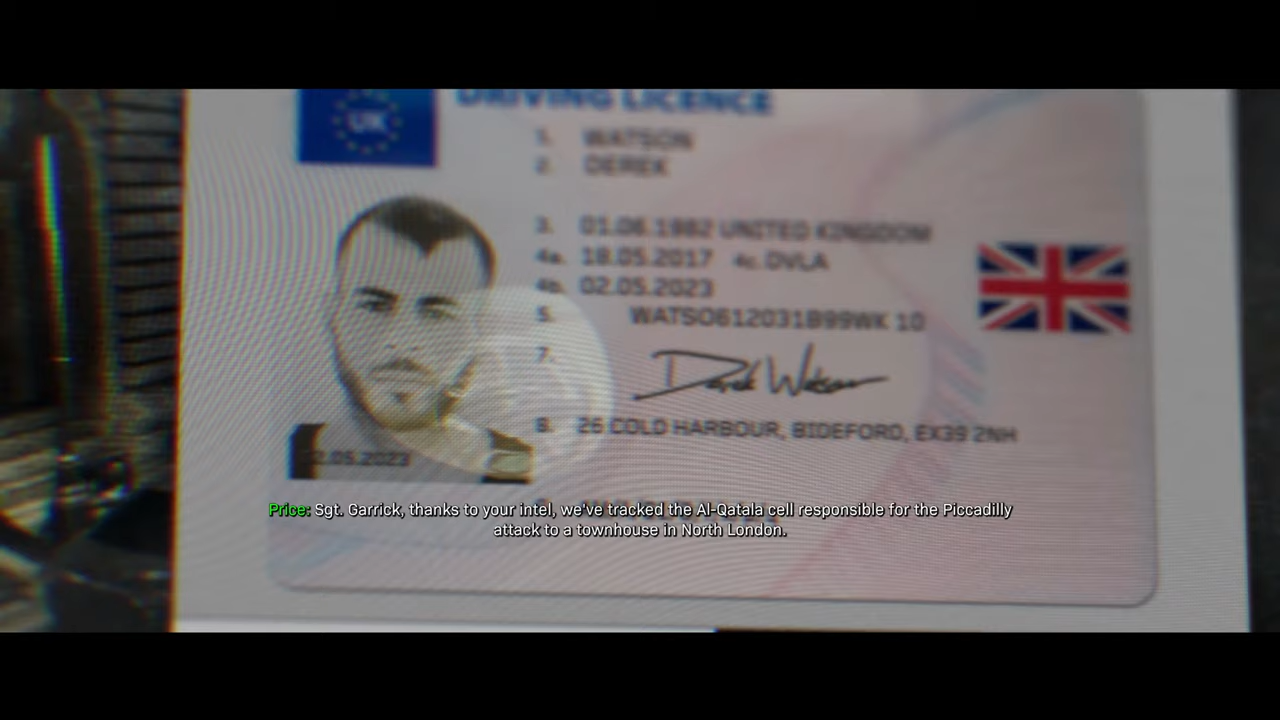 UK
DRIVING LICENCE
1. WATSON
2. DEREK
3. 01.06.1982 UNITED KINGDOM
4a. 18.05.2017 4c. DVLA
4b. 02.05.2023
5. WATSO612031B99WK 10
7. Derek Watson
8. 26 COLD HARBOUR, BIDEFORD, EX39 2NH
.05.2023
Price: Sgt. Garrick, thanks to your intel, we've tracked the Al-Qatala cell responsible for the Piccadilly
attack to a townhouse in North London.